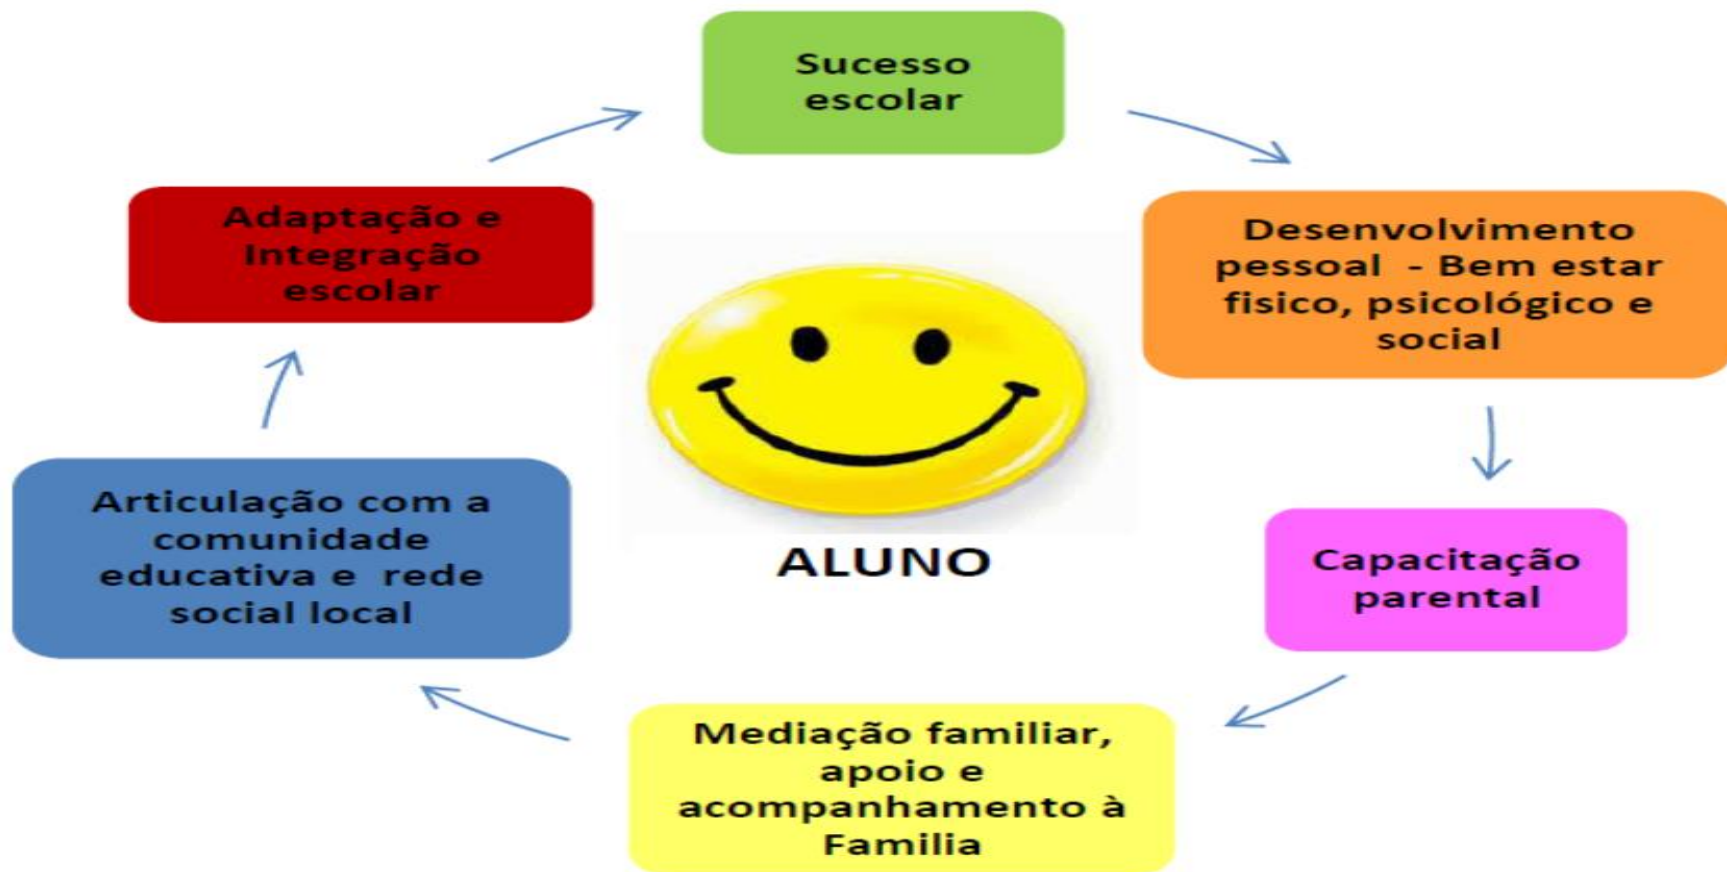 Sucesso
escolar
Desenvolvimento
pessoal - Bem estar
fisico, psicológico e
social
Capacitação
parental
Mediação familiar,
apoio e
acompanhamento à
Familia
Articulação com a
comunidade
educativa e rede
social local
Adaptação e
Integração
escolar
ALUNO